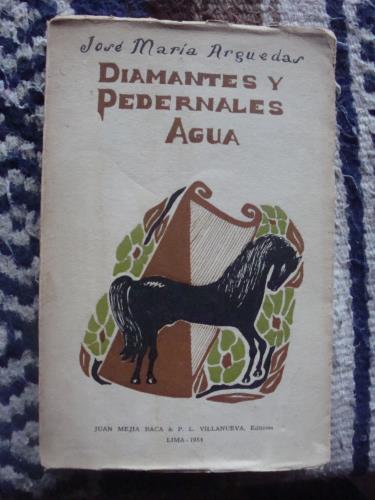 José María Arguedas
DIAMANTES Y
PEDERNALES
AGUA
JUAN MEJIA BACA & P. L. VILLANUEVA, Editores
LIMA - 1954